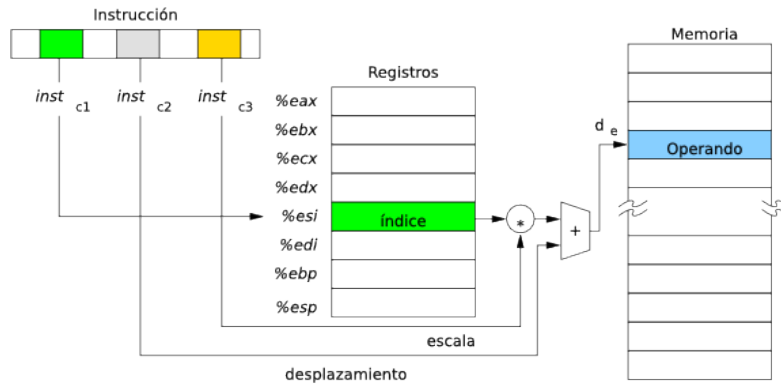 Instrucción
inst c1
inst c2
inst c3
Registros
%eax
%ebx
%ecx
%edx
%esi
%edi
%ebp
%esp
índice
*
+
escala
desplazamiento
Memoria
d e
Operando